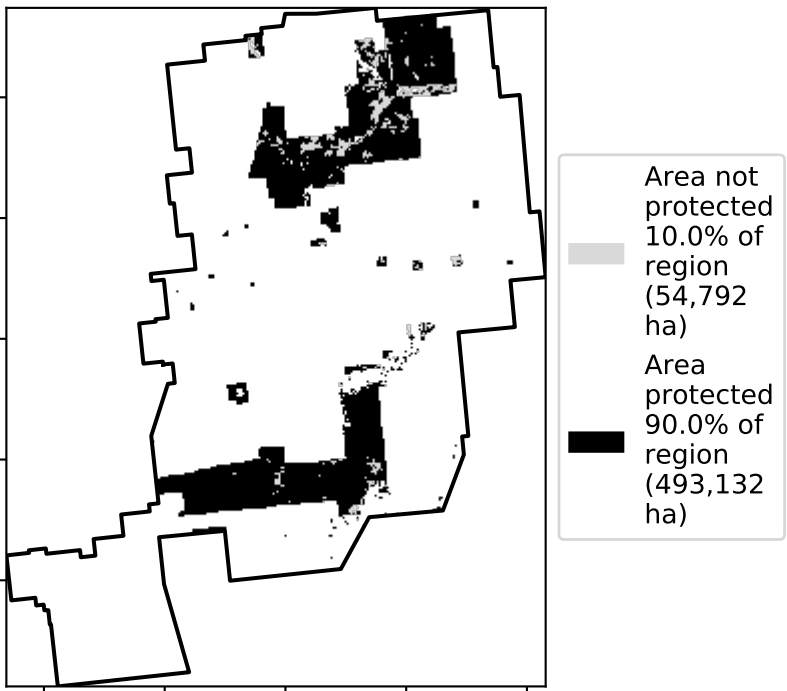 Area not
protected
10.0% of
region
(54,792
ha)
Area
protected
90.0% of
region
(493,132
ha)